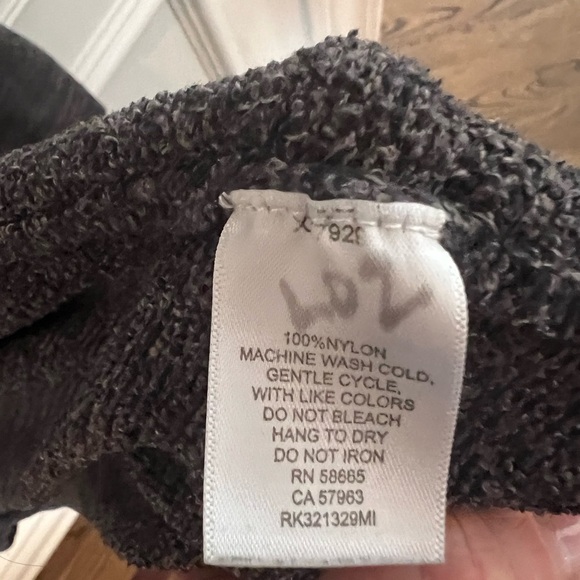 LOZ
100%NYLON
MACHINE WASH COLD,
GENTLE CYCLE,
WITH LIKE COLORS
DO NOT BLEACH
HANG TO DRY
DO NOT IRON
RN 58665
CA 57963
RK321329MI